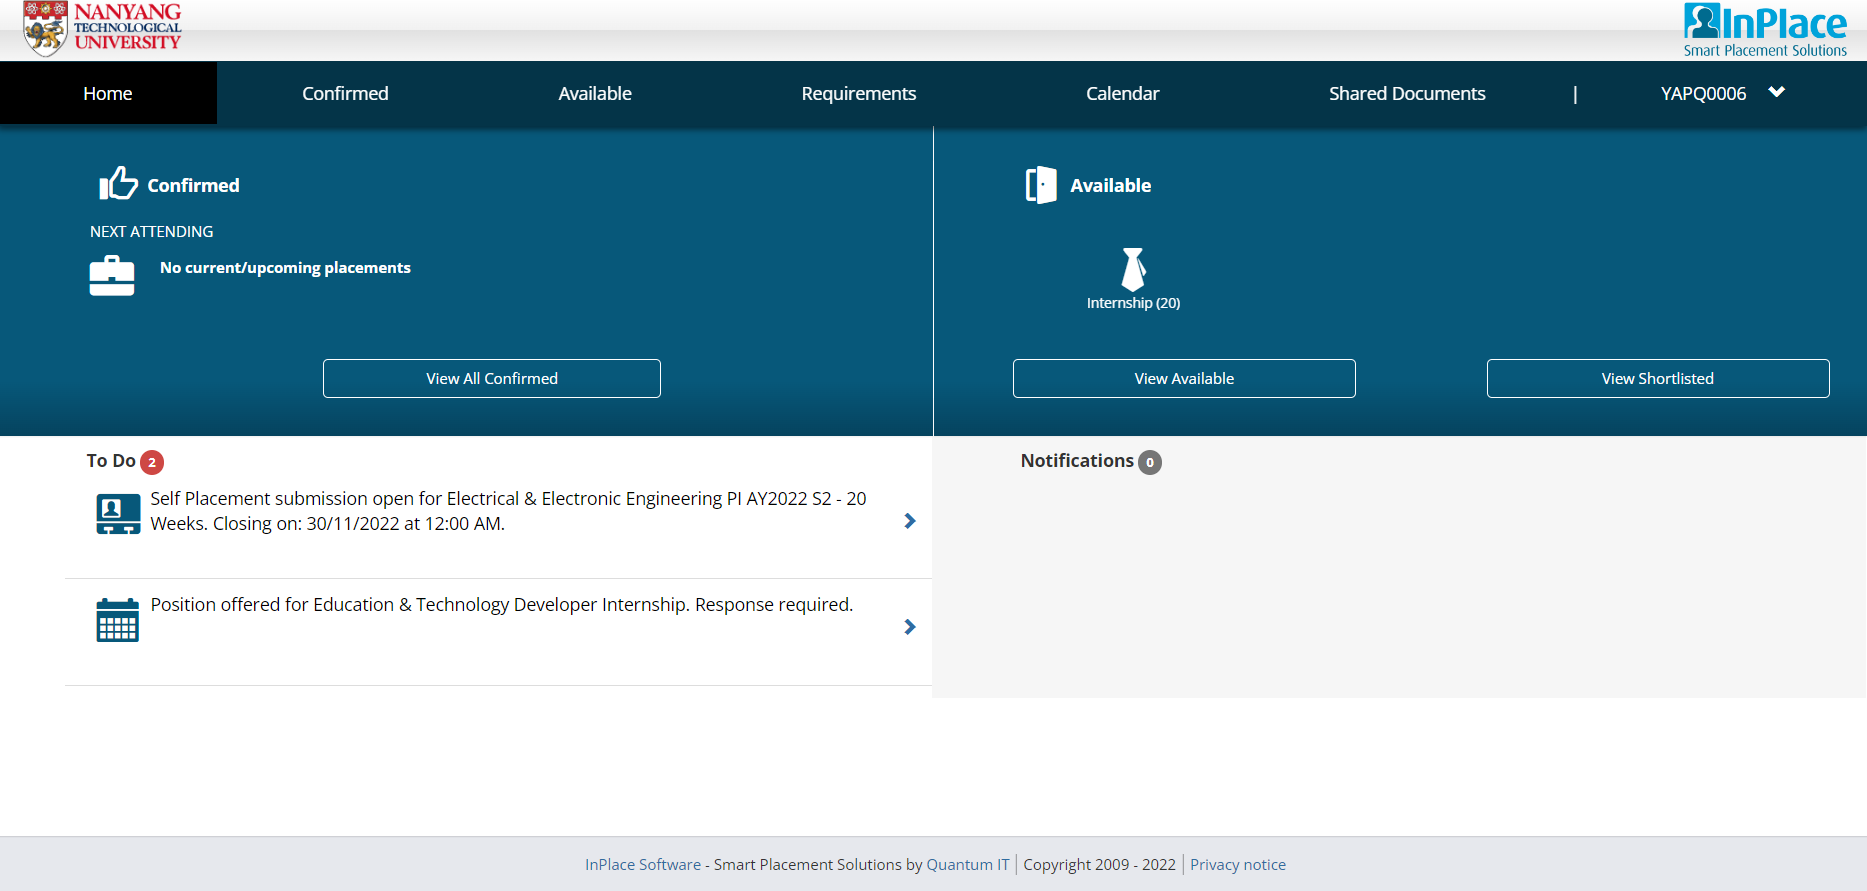 NANYANG
TECHNOLOGICAL
UNIVERSITY
InPlace
Smart Placement Solutions
Home
Confirmed
Available
Requirements
Calendar
Shared Documents
|
YAPQ0006
Confirmed
NEXT ATTENDING
No current/upcoming placements
View All Confirmed
Available
Internship (20)
View Available
View Shortlisted
To Do 2
Self Placement submission open for Electrical & Electronic Engineering PI AY2022 S2 - 20
Weeks. Closing on: 30/11/2022 at 12:00 AM.
Position offered for Education & Technology Developer Internship. Response required.
Notifications 0
InPlace Software - Smart Placement Solutions by Quantum IT | Copyright 2009 - 2022 | Privacy notice